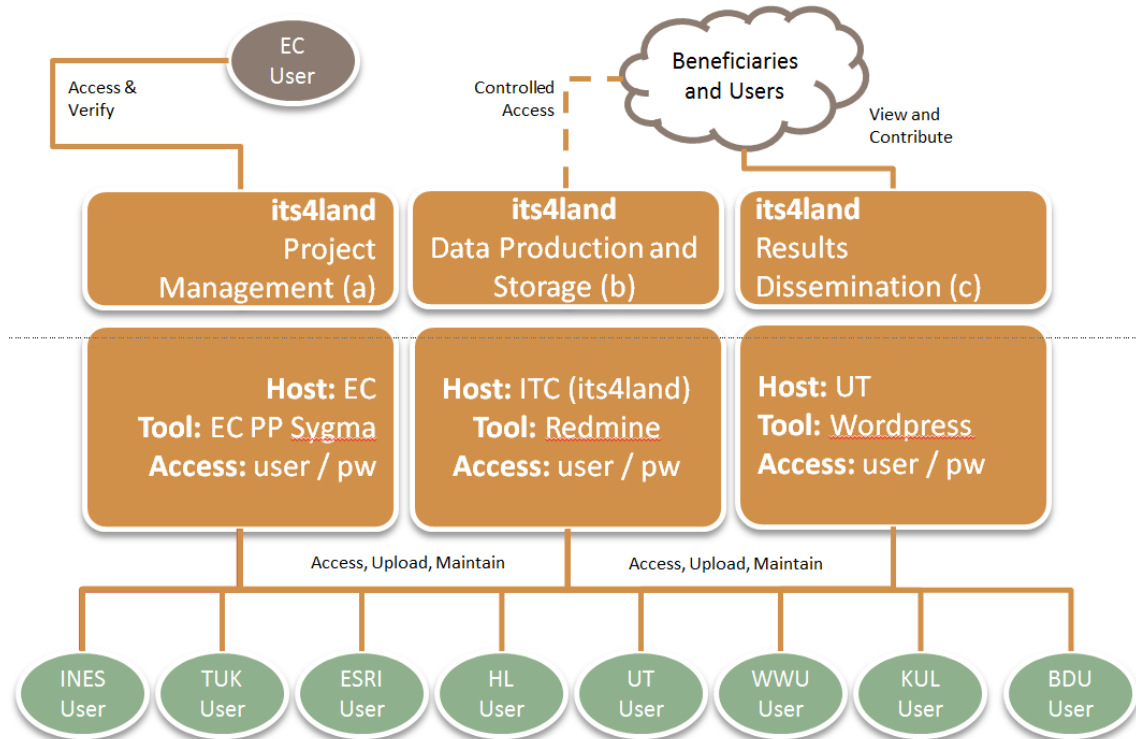 EC
User
Access &
Verify
Controlled
Access
Beneficiaries
and Users
View and
Contribute
its4land
Project
Management (a)
its4land
Data Production and
Storage (b)
its4land
Results
Dissemination (c)
Host: EC
Tool: EC PP Sygma
Access: user / pw
Host: ITC (its4land)
Tool: Redmine
Access: user / pw
Host: UT
Tool: Wordpress
Access: user / pw
Access, Upload, Maintain
Access, Upload, Maintain
INES
User
TUK
User
ESRI
User
HL
User
UT
User
WWU
User
KUL
User
BDU
User